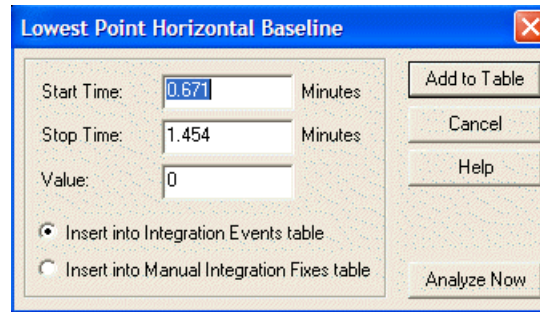 Lowest Point Horizontal Baseline
Start Time: 0.671 Minutes
Add to Table
Stop Time: 1.454 Minutes
Cancel
Value: 0
Help
Insert into Integration Events table
Insert into Manual Integration Fixes table
Analyze Now